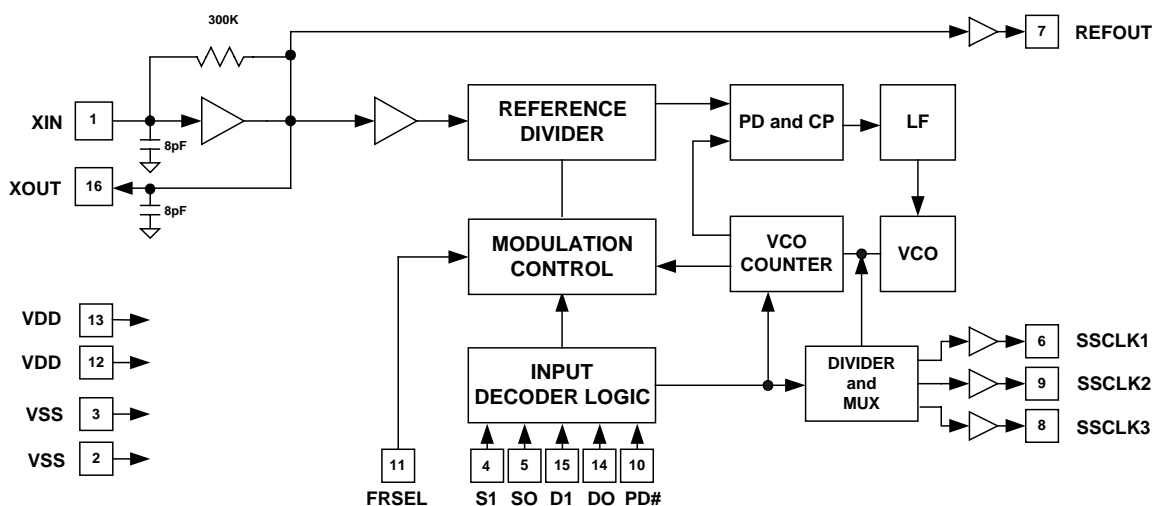 300K
7 REFOUT
XIN 1
8pF
REFERENCE
DIVIDER
PD and CP
LF
XOUT 16
8pF
MODULATION
CONTROL
VCO
COUNTER
VCO
VDD 13
VDD 12
VSS 3
VSS 2
INPUT
DECODER LOGIC
DIVIDER
and
MUX
6 SSCLK1
9 SSCLK2
8 SSCLK3
11 4 5 15 14 10
FRSEL S1 SO D1 DO PD#